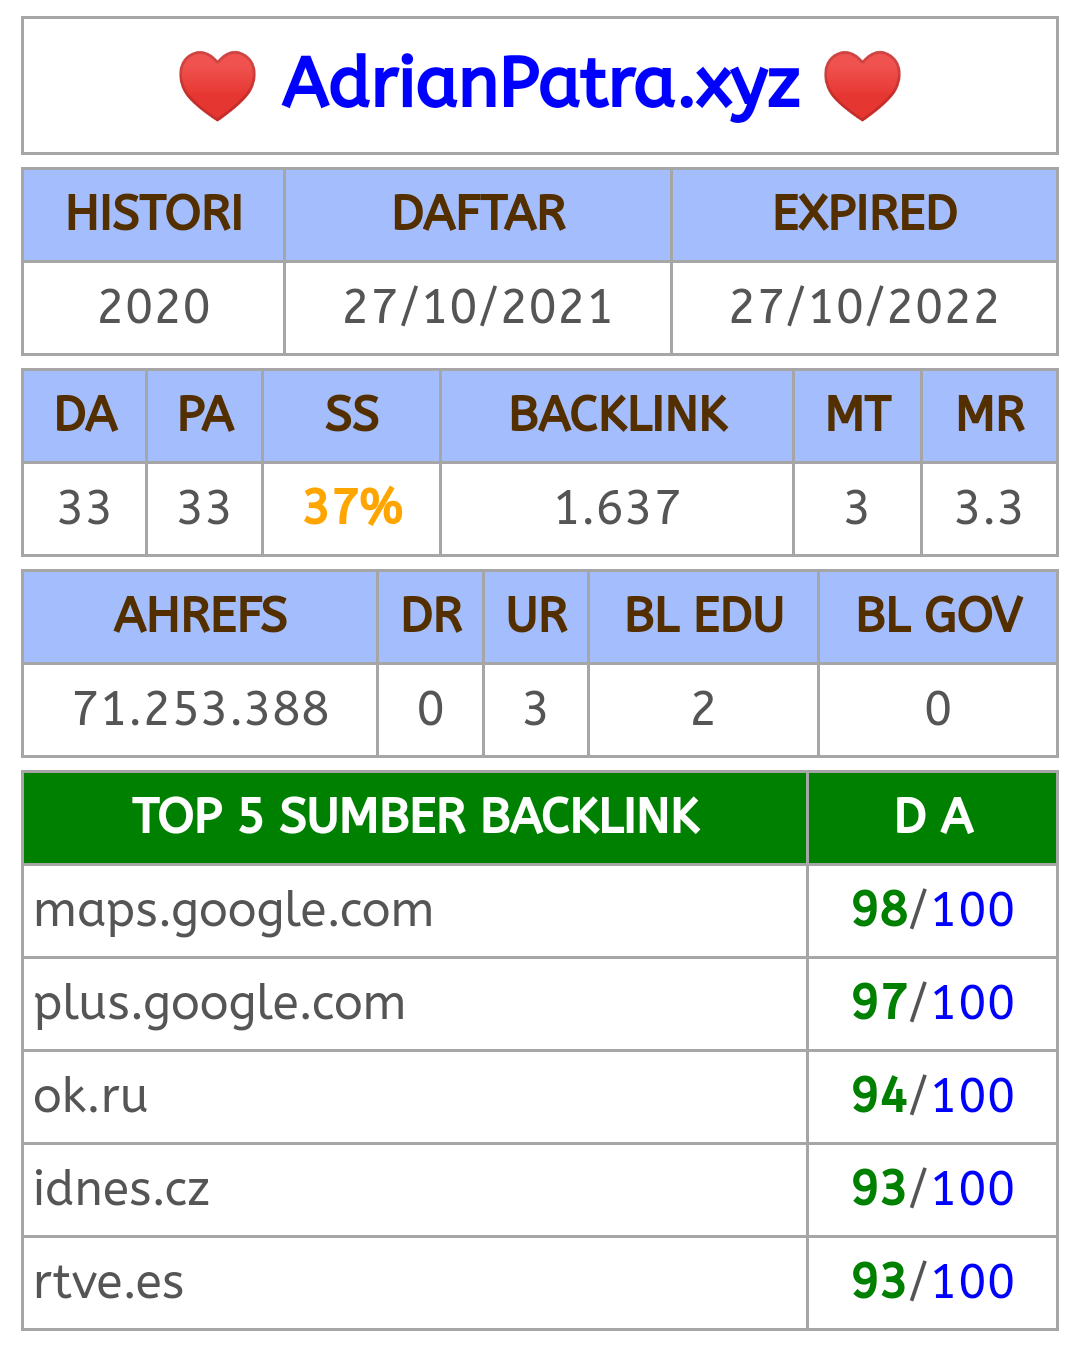 ❤️ AdrianPatra.xyz ❤️
HISTORI DAFTAR EXPIRED
2020 27/10/2021 27/10/2022
DA PA SS BACKLINK MT MR
33 33 37% 1.637 3 3.3
AHREFS DR UR BL EDU BL GOV
71.253.388 0 3 2 0
TOP 5 SUMBER BACKLINK D A
maps.google.com 98/100
plus.google.com 97/100
ok.ru 94/100
idnes.cz 93/100
rtve.es 93/100